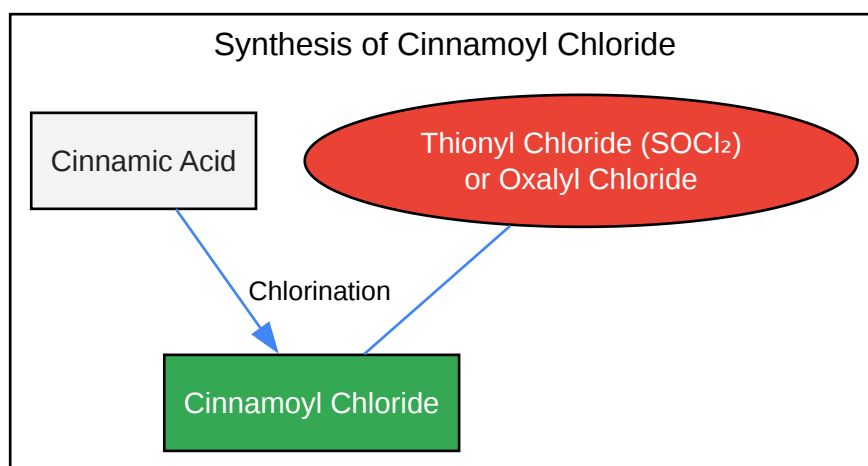 Synthesis of Cinnamoyl Chloride
Cinnamic Acid
Thionyl Chloride (SOCl₂)
or Oxalyl Chloride
Chlorination
Cinnamoyl Chloride